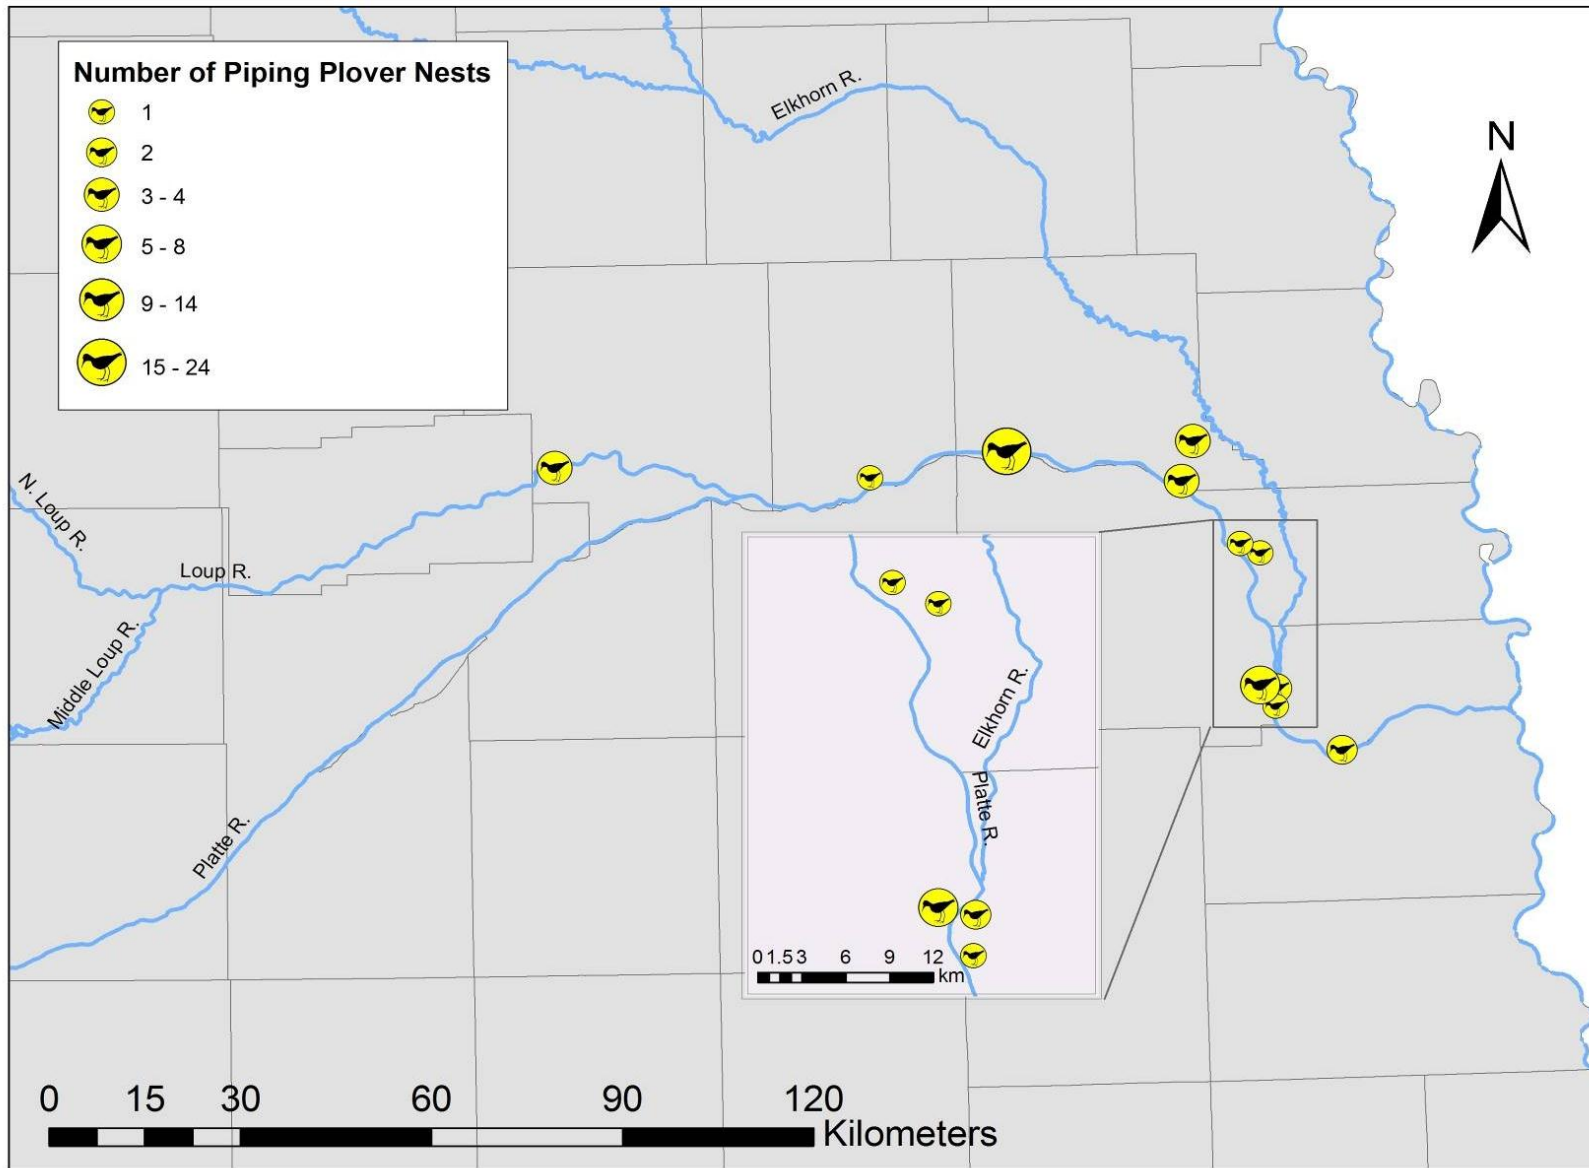 Number of Piping Plover Nests
1
2
3 - 4
5 - 8
9 - 14
15 - 24
Elkhorn R.
N
N. Loup R.
Loup R.
Middle Loup R.
Platte R.
Elkhorn R.
Platte R.
0 1.5 3 6 9 12
km
0 15 30 60 90 120
Kilometers